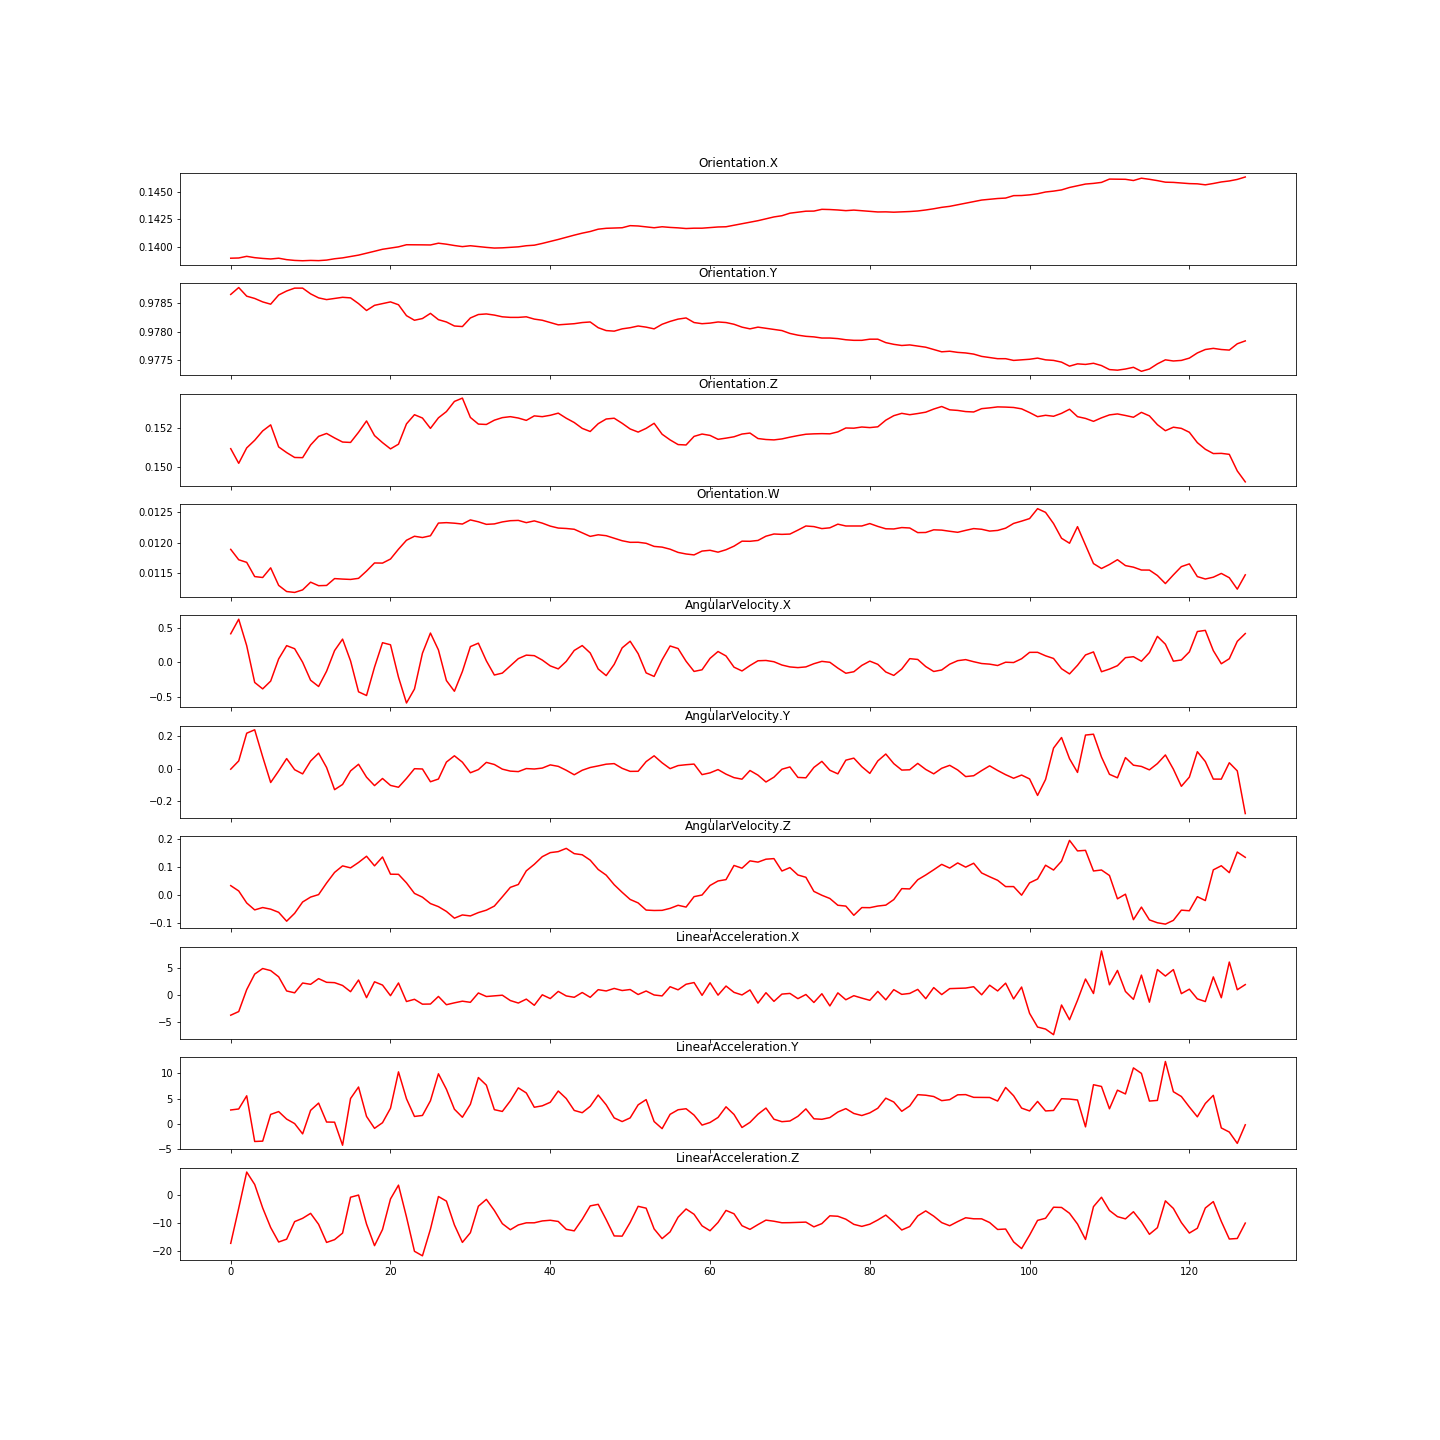 Orientation.X
0.1450
0.1425
0.1400
Orientation.Y
0.9785
0.9780
0.9775
Orientation.Z
0.152
0.150
Orientation.W
0.0125
0.0120
0.0115
AngularVelocity.X
0.5
0.0
−0.5
AngularVelocity.Y
0.2
0.0
−0.2
AngularVelocity.Z
0.2
0.1
0.0
−0.1
LinearAcceleration.X
5
0
−5
LinearAcceleration.Y
10
5
0
−5
LinearAcceleration.Z
0
−10
−20
0 20 40 60 80 100 120